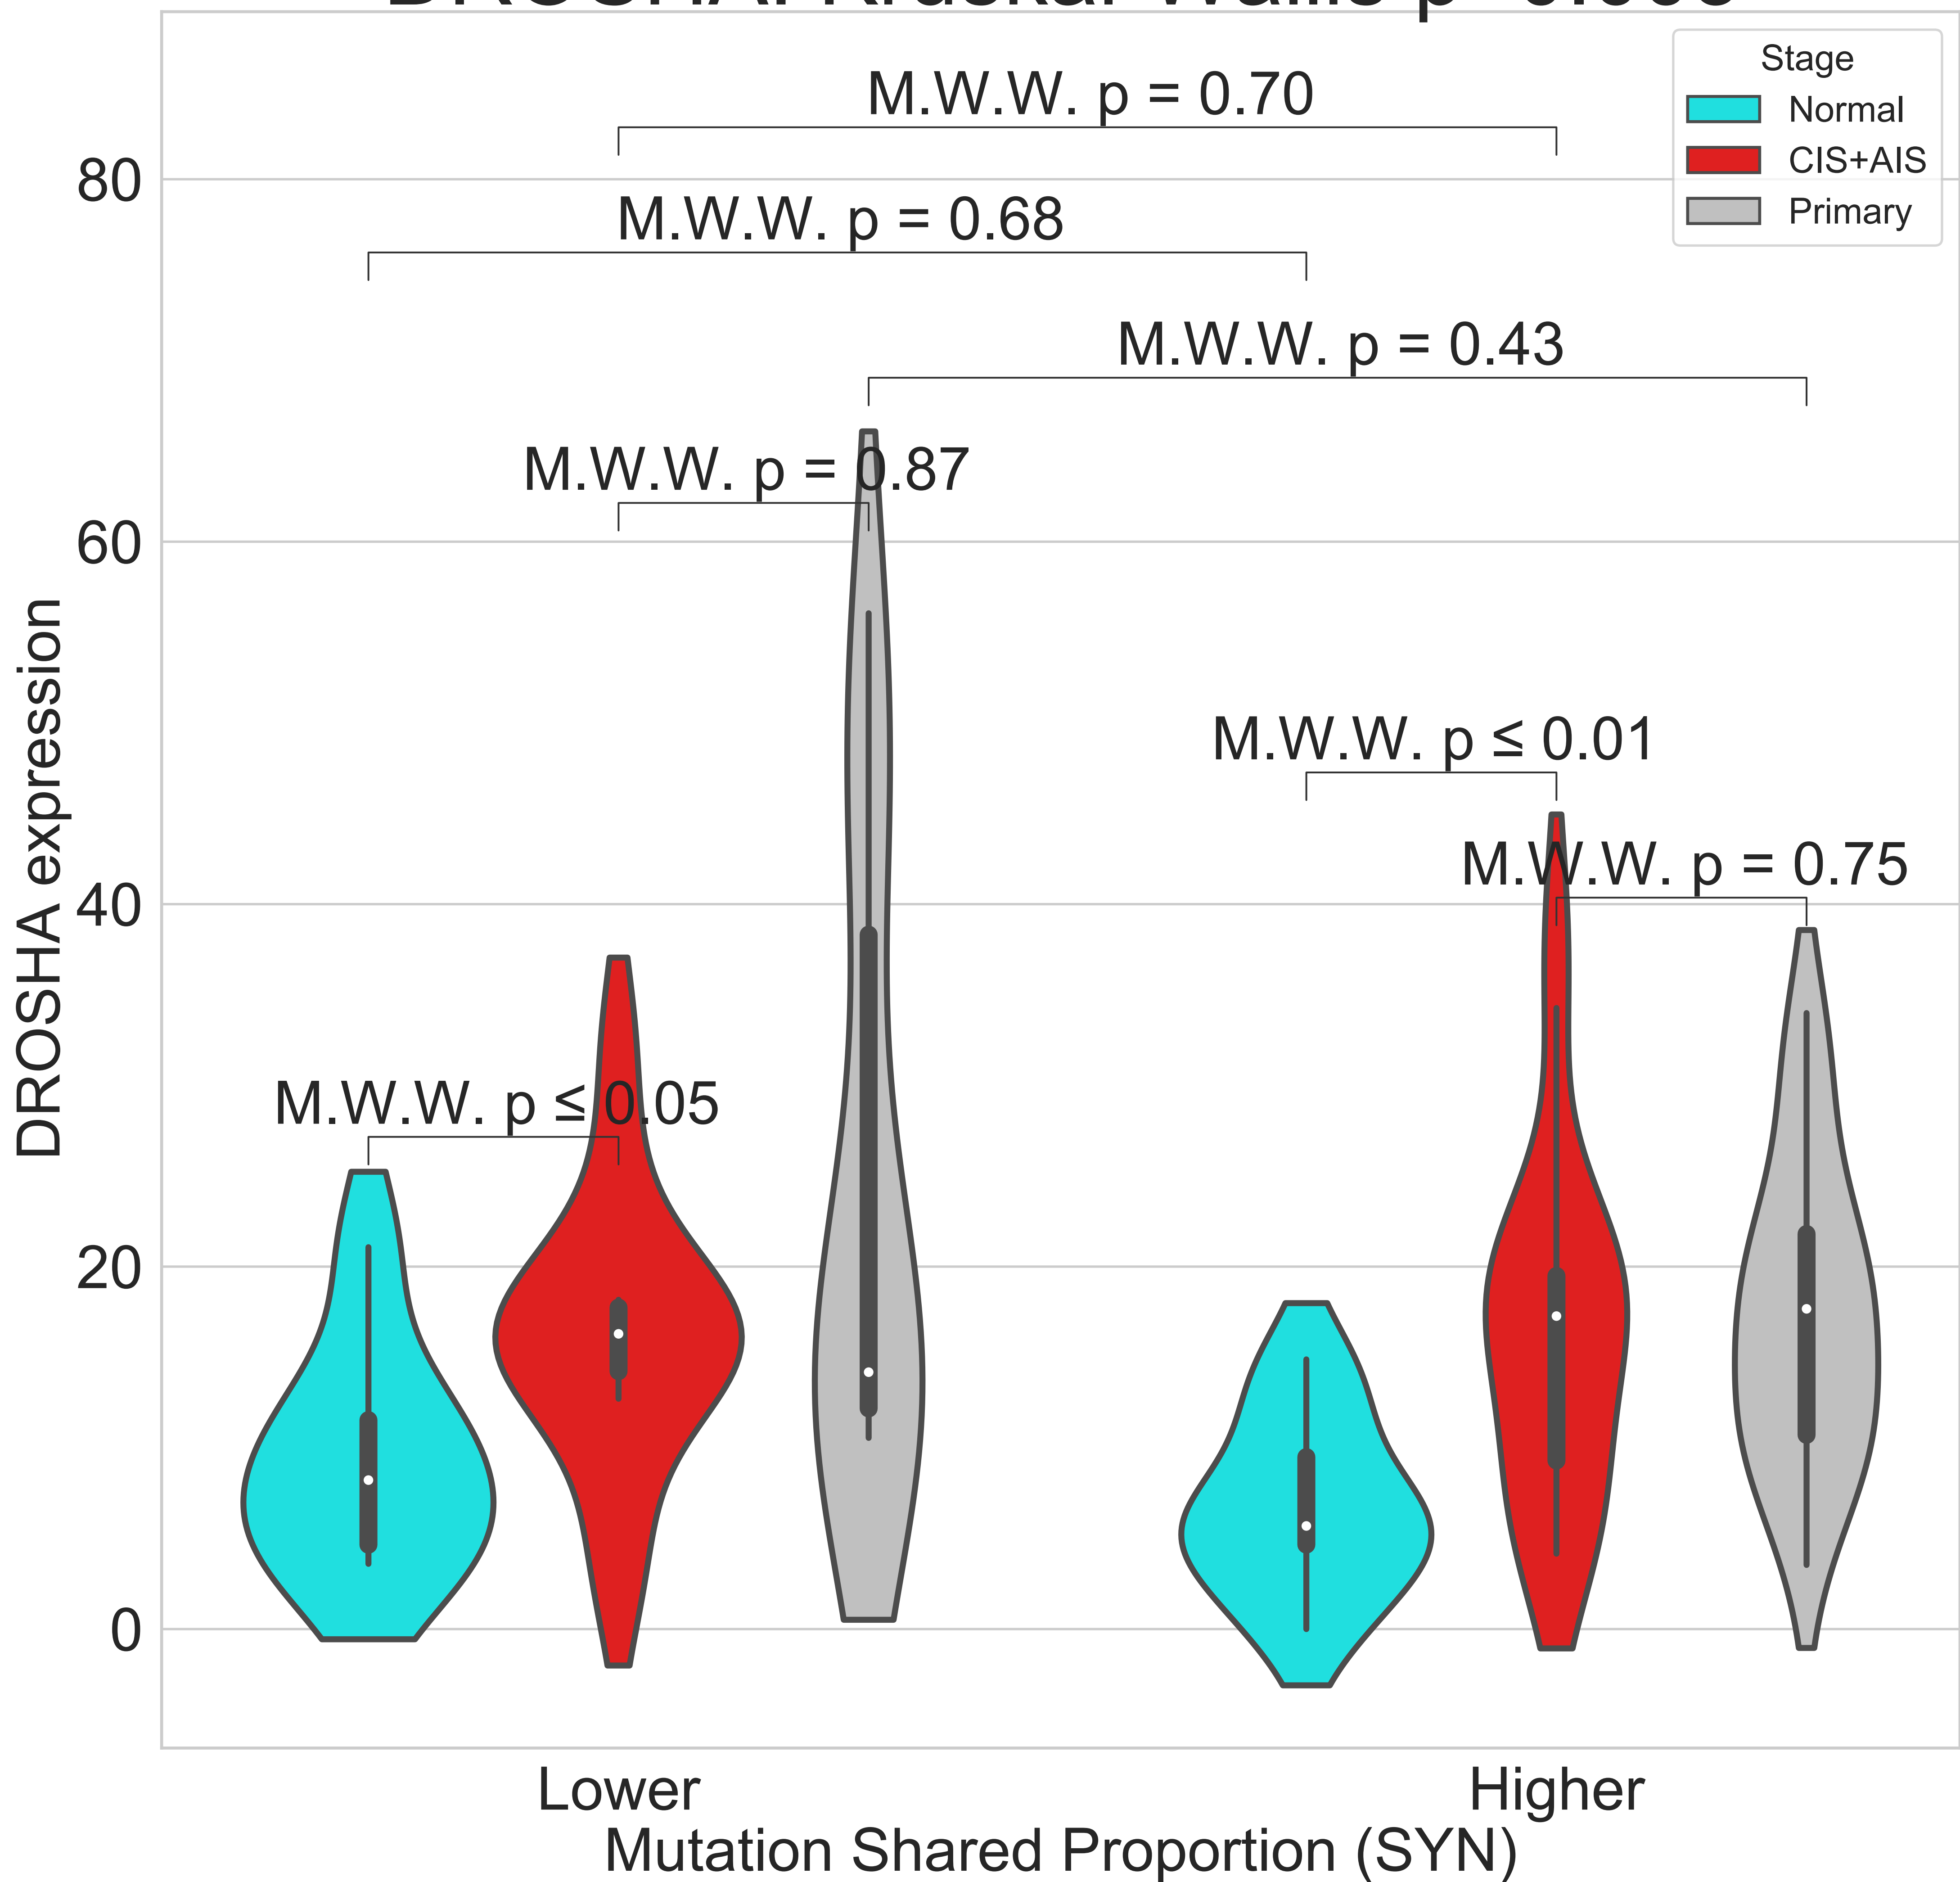 M.W.W. p = 0.70
Stage
Normal
CIS+AIS
Primary
80
M.W.W. p = 0.68
M.W.W. p = 0.43
M.W.W. p = 0.87
60
M.W.W. p ≤ 0.01
M.W.W. p = 0.75
40
M.W.W. p ≤ 0.05
20
0
DROSHA expression
Lower
Higher
Mutation Shared Proportion (SYN)